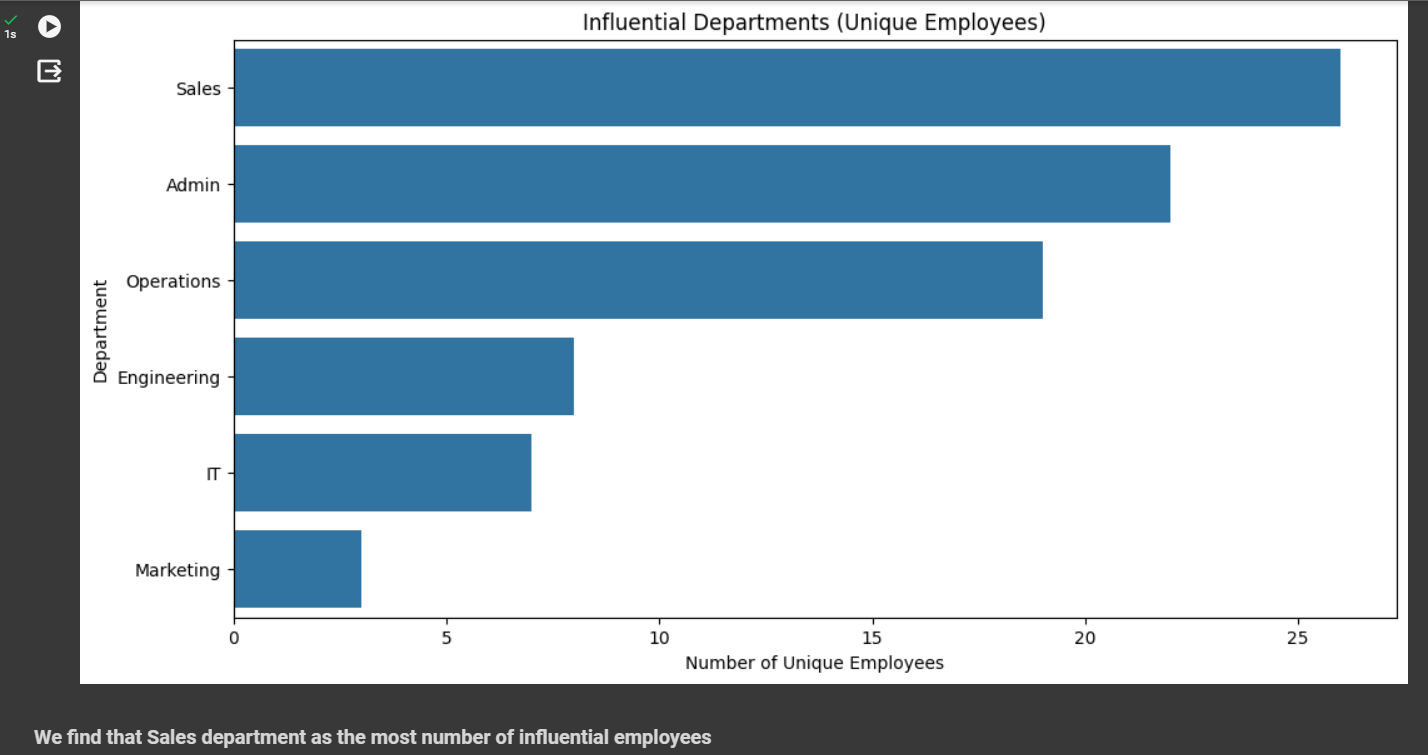 1s
Influential Departments (Unique Employees)
Sales
Admin
Operations
Engineering
IT
Marketing
Department
0 5 10 15 20 25
Number of Unique Employees
We find that Sales department as the most number of influential employees